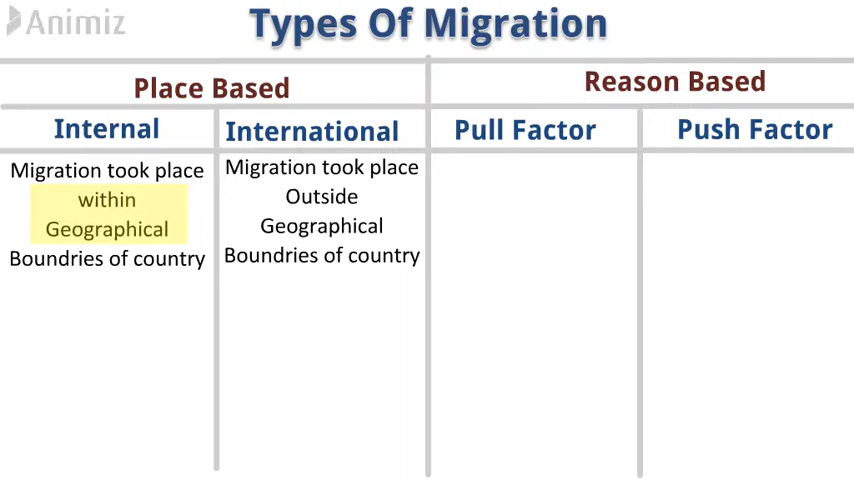 Animiz
Types Of Migration
Place Based
Reason Based
Internal
International
Pull Factor
Push Factor
Migration took place
within
Geographical
Boundries of country
Migration took place
Outside
Geographical
Boundries of country